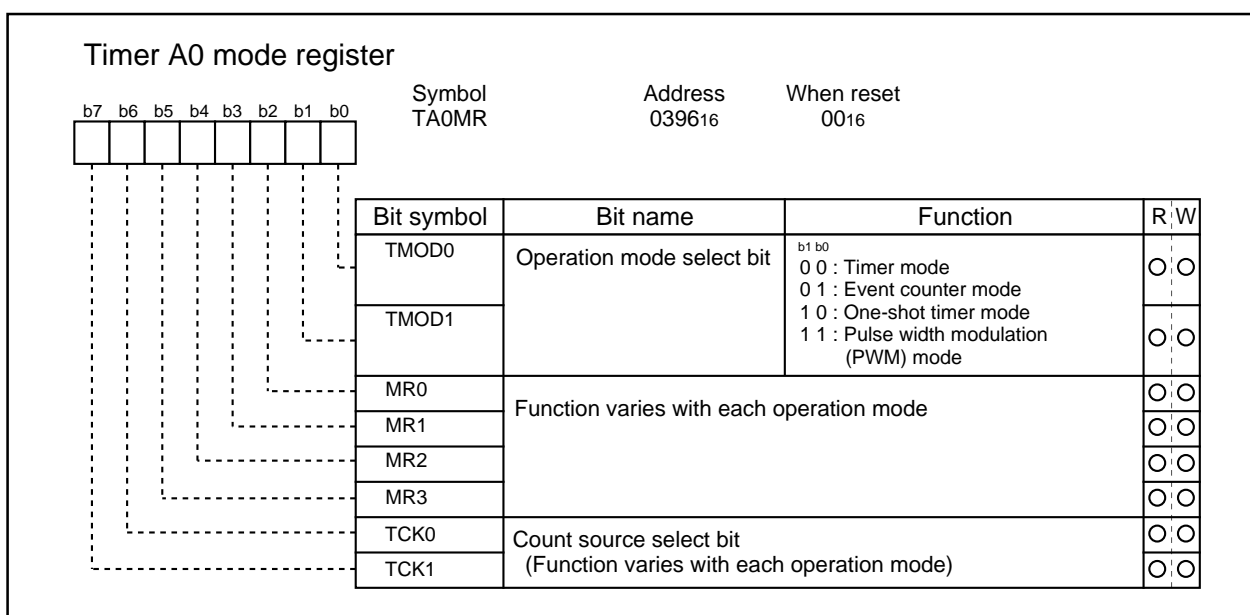 Timer A0 mode register
Symbol Address When reset
TA0MR 039616 0016
b7 b6 b5 b4 b3 b2 b1 b0
Bit symbol Bit name Function R W
TMOD0 Operation mode select bit
b1 b0
0 0 : Timer mode
0 1 : Event counter mode
TMOD1
1 0 : One-shot timer mode
1 1 : Pulse width modulation
(PWM) mode
MR0
Function varies with each operation mode
MR1
MR2
MR3
TCK0
Count source select bit
TCK1 (Function varies with each operation mode)